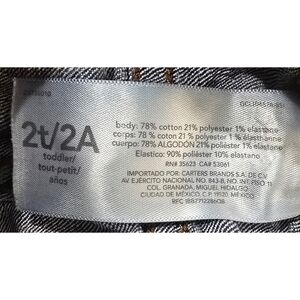 2t/2A
toddler/
tout-petit/
años
body: 78% cotton 21% polyester 1% elastane
corps: 78 % coton 21 % polyester 1 % élasthanne
cuerpo: 78% ALGODÓN 21% poliéster 1% elastano
Elastico: 90% poliéster 10% elastano
RN# 35623 CA# 53061
IMPORTADO POR: CARTERS BRANDS S.A. DE C.V.
AV EJÉRCITO NACIONAL NO. 843-B, NO INT. PISO 11
COL. GRANADA, MIGUEL HIDALGO
CIUDAD DE MÉXICO, CP. 11520, MÉXICO